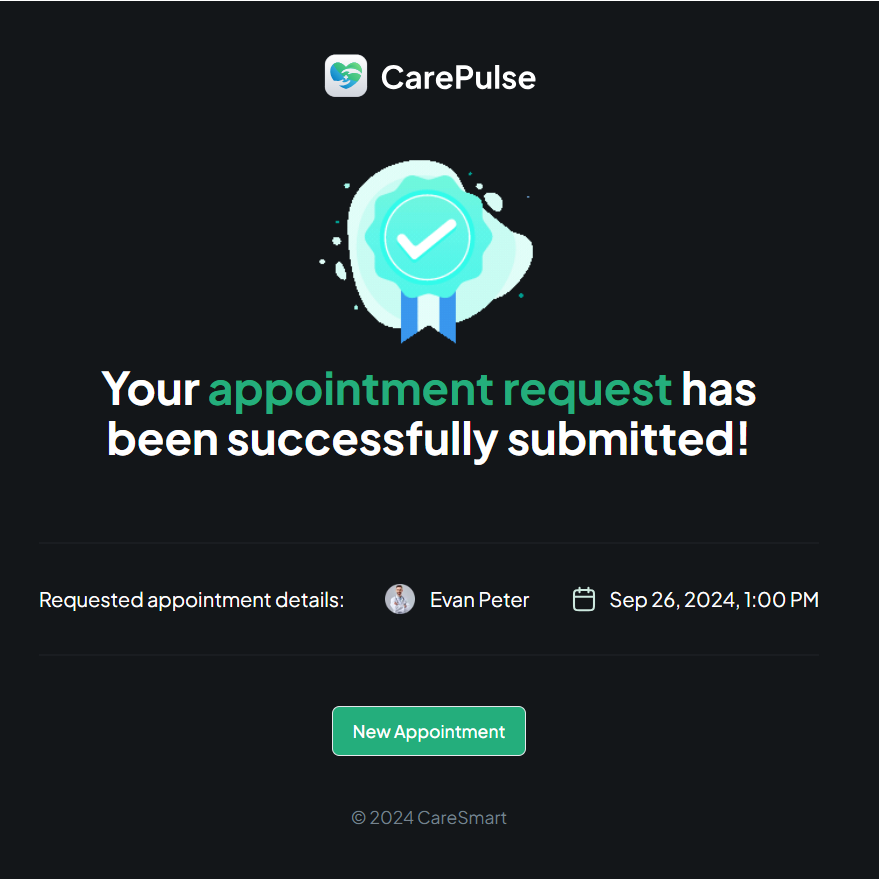 CarePulse
Your appointment request has
been successfully submitted!
Requested appointment details: Evan Peter Sep 26, 2024, 1:00 PM
New Appointment
© 2024 CareSmart